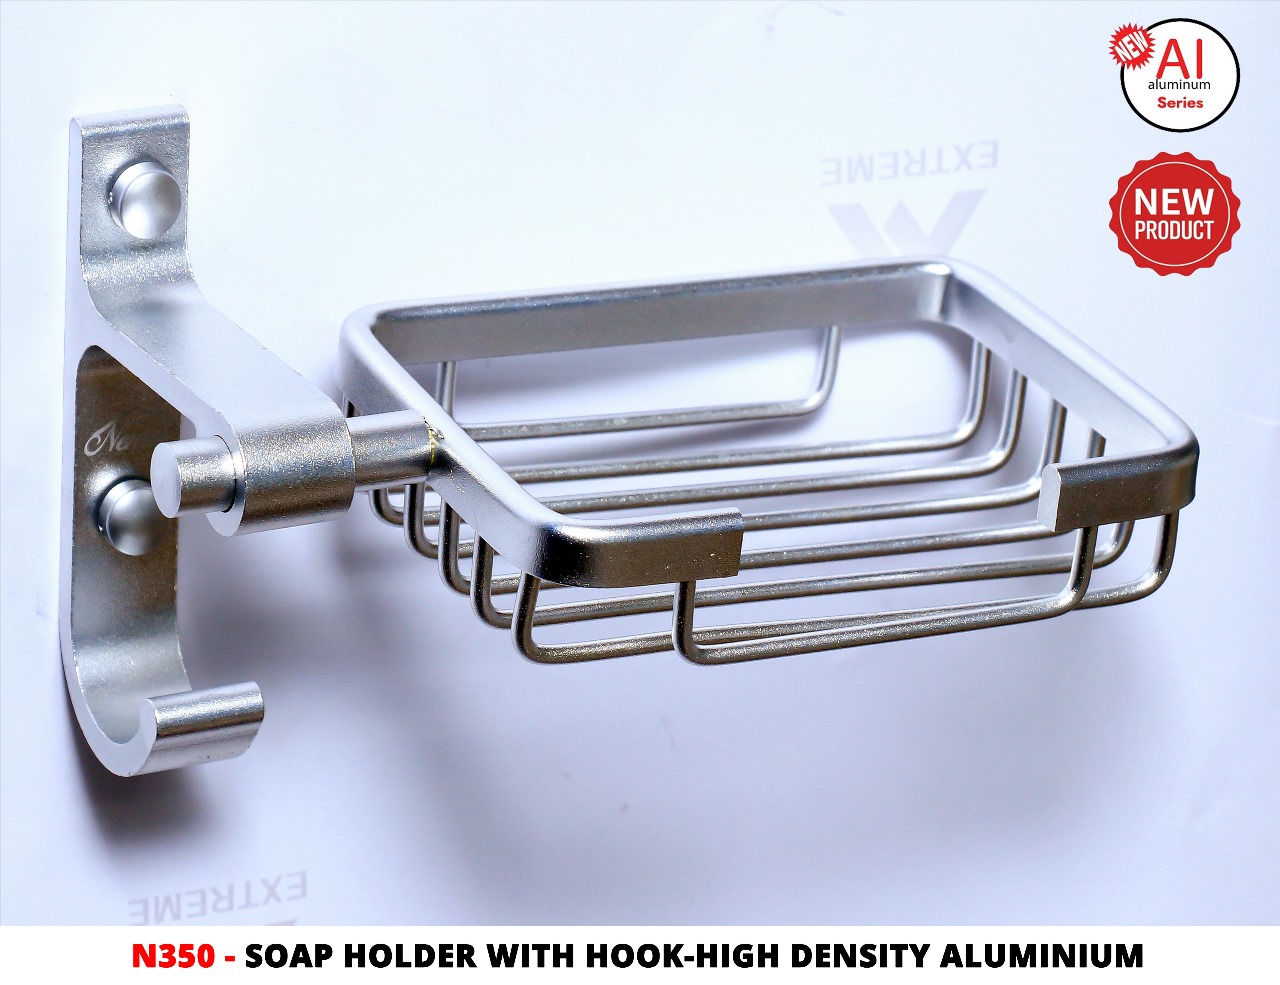 NEW
Al
aluminum
Series
EXTREME
NEW
PRODUCT
EXTREME
N350 - SOAP HOLDER WITH HOOK-HIGH DENSITY ALUMINIUM